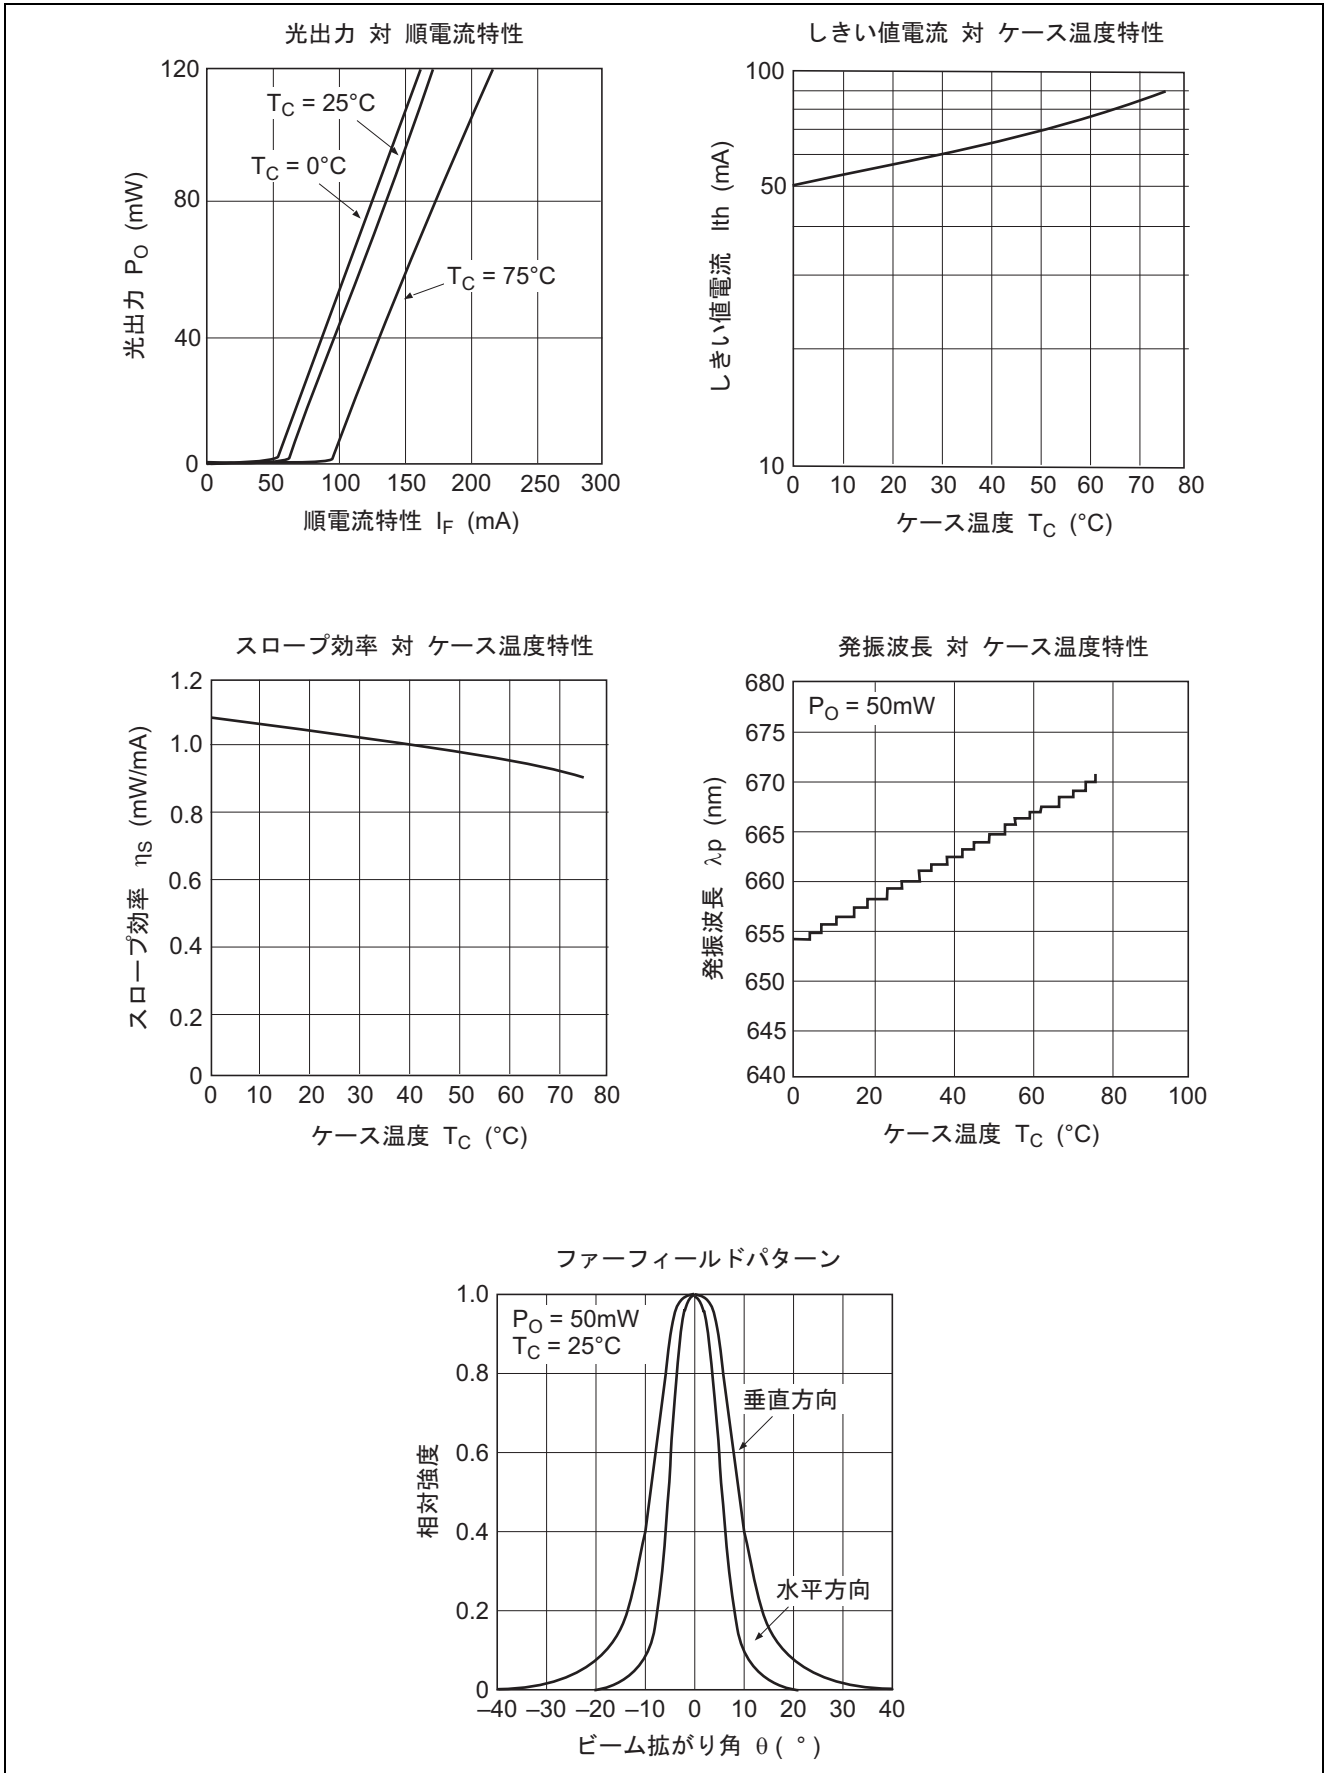 光出力 対 順電流特性
120
80
40
0
0 50 100 150 200 250 300
T_C = 25°C
T_C = 0°C
T_C = 75°C
光出力 P_O (mW)
順電流特性 I_F (mA)
しきい値電流 対 ケース温度特性
100
50
10
0 10 20 30 40 50 60 70 80
しきい値電流 Ith (mA)
ケース温度 T_C (°C)
スロープ効率 対 ケース温度特性
1.2
1.0
0.8
0.6
0.4
0.2
0
0 10 20 30 40 50 60 70 80
スロープ効率 ηS (mW/mA)
ケース温度 T_C (°C)
発振波長 対 ケース温度特性
P_O = 50mW
680
675
670
665
660
655
650
645
640
0 20 40 60 80 100
発振波長 λp (nm)
ケース温度 T_C (°C)
ファーフィールドパターン
P_O = 50mW
T_C = 25°C
1.0
0.8
0.6
0.4
0.2
0
垂直方向
水平方向
–40 –30 –20 –10 0 10 20 30 40
相対強度
ビーム拡がり角 θ ( ° )